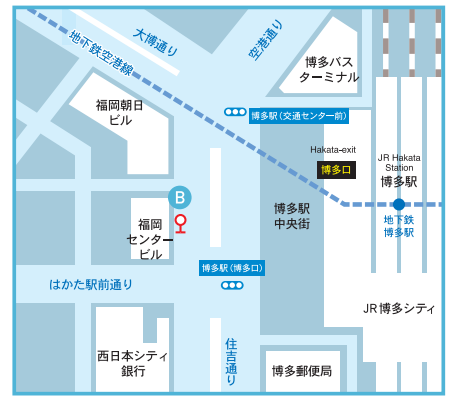 大博通り
空港通り
地下鉄空港線
博多バス
ターミナル
福岡朝日
ビル
博多駅（交通センター前）
Hakata-exit
博多口
JR Hakata
Station
博多駅
B
博多駅
中央街
地下鉄
博多駅
福岡
センター
ビル
博多駅（博多口）
はかた駅前通り
JR博多シティ
住吉通り
西日本シティ
銀行
博多郵便局